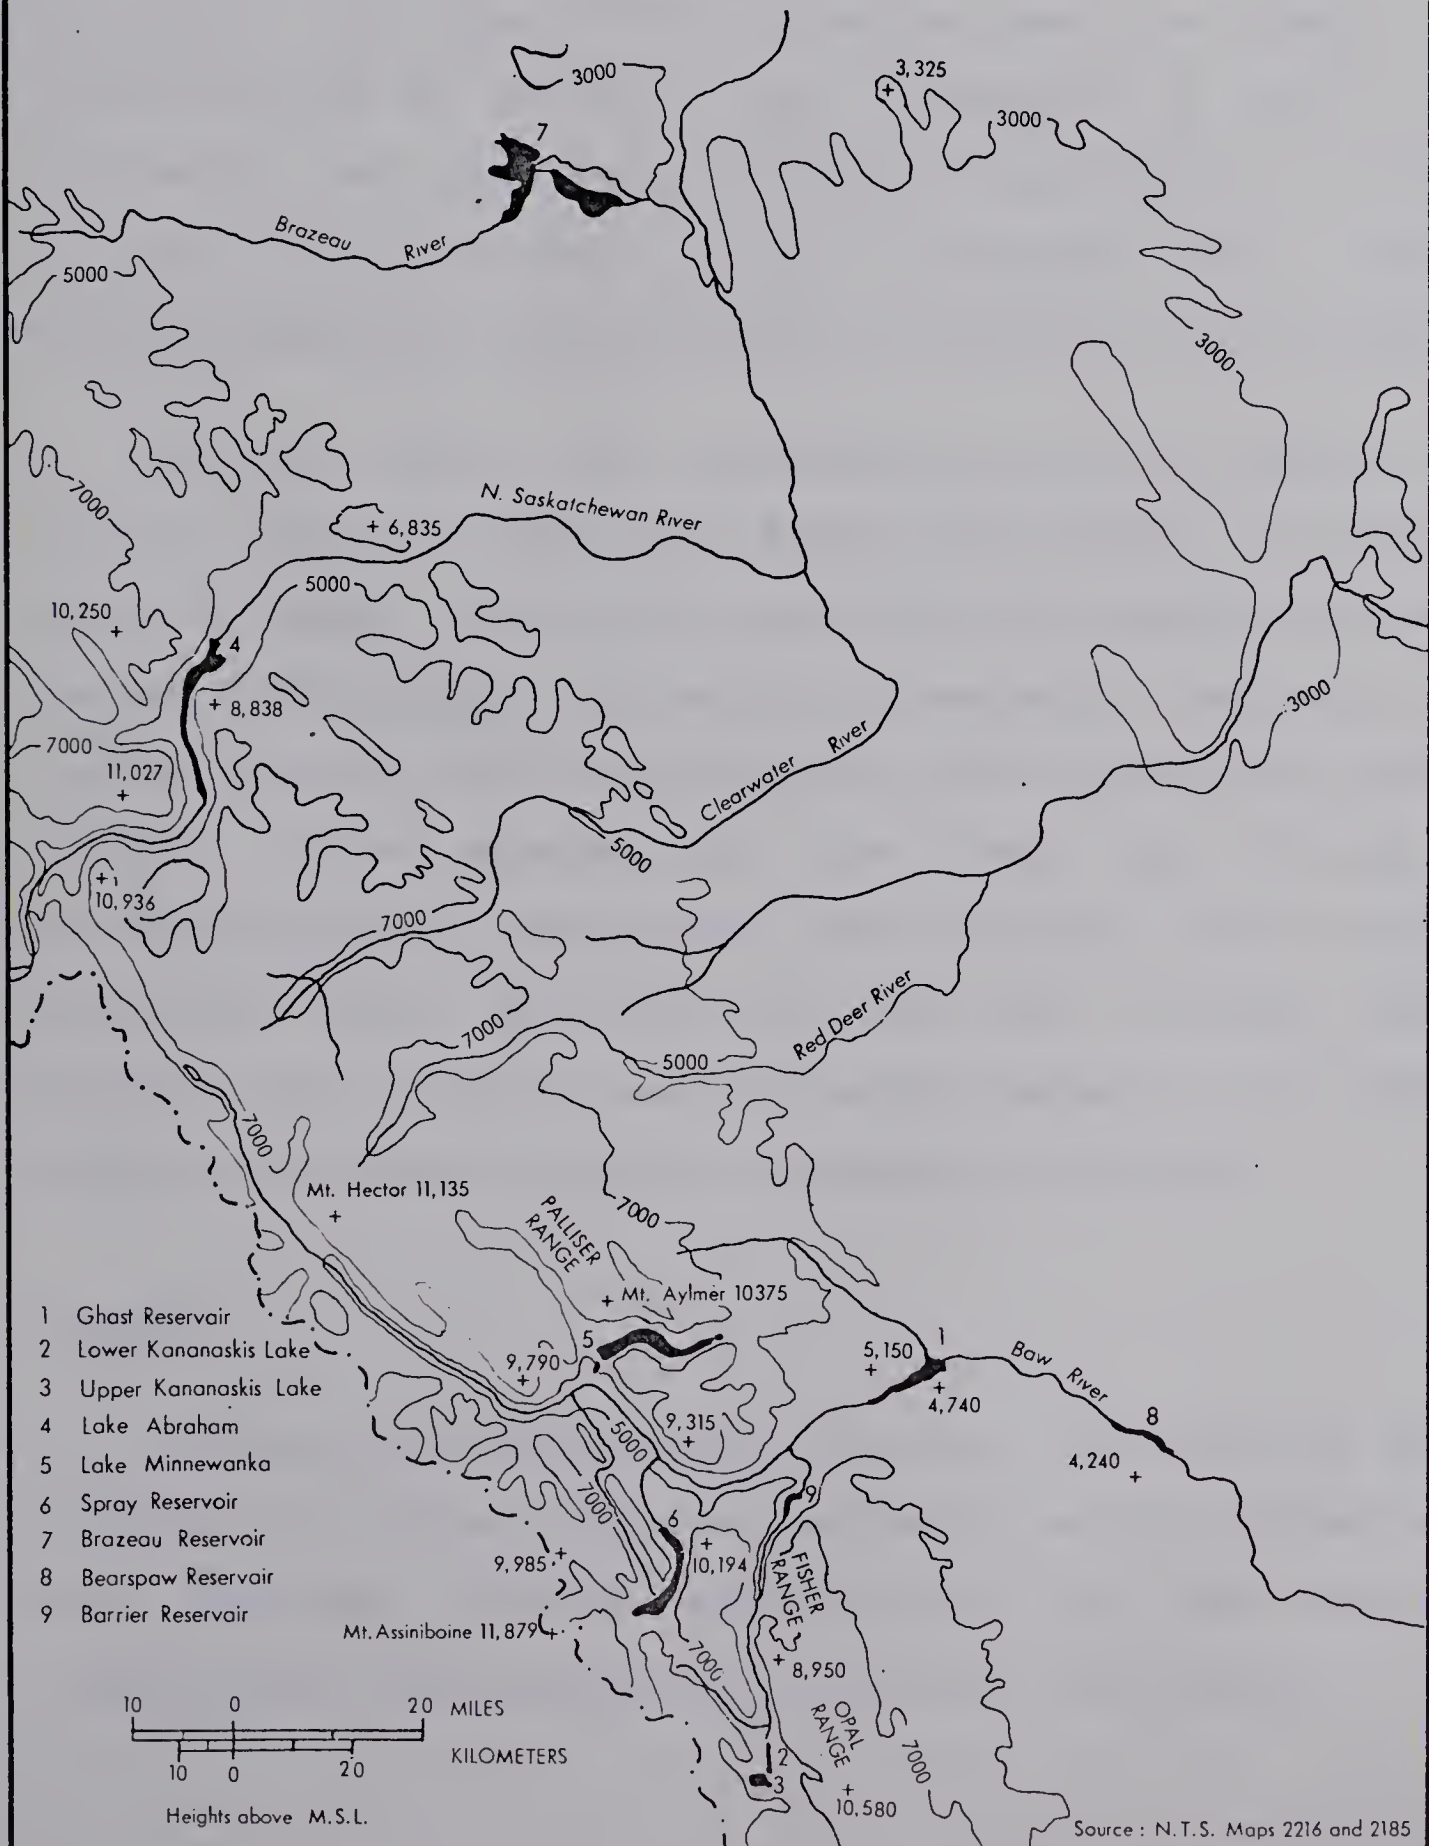 3000
3,325
3000
7
Brazeau River
5000
3000
7000
N. Saskatchewan River
+ 6,835
5000
10,250
+
4
+ 8,838
3000
7000
11,027
+
Clearwater River
5000
+
10,936
7000
7000
Red Deer River
5000
7000
Mt. Hector 11,135
+
PALLISER
RANGE
7000
+ Mt. Aylmer 10375
1 Ghast Reservair
2 Lower Kananaskis Lake
3 Upper Kananaskis Lake
4 Lake Abraham
5 Lake Minnewanka
6 Spray Reservoir
7 Brazeau Reservoir
8 Bearspaw Reservair
9 Barrier Reservair
5
9,790
+
5,150
+
1
+
4,740
Baw River
8
4,240
+
9,315
+
5000
7000
9
6
+
10,194
9,985 +
FISHER
RANGE
Mt. Assiniboine 11,879 +
7000
+
8,950
OPAL
RANGE
7000
2
3
+
10,580
10 0 20 MILES
KILOMETERS
10 0 20
Heights above M.S.L.
Source : N.T.S. Maps 2216 and 2185